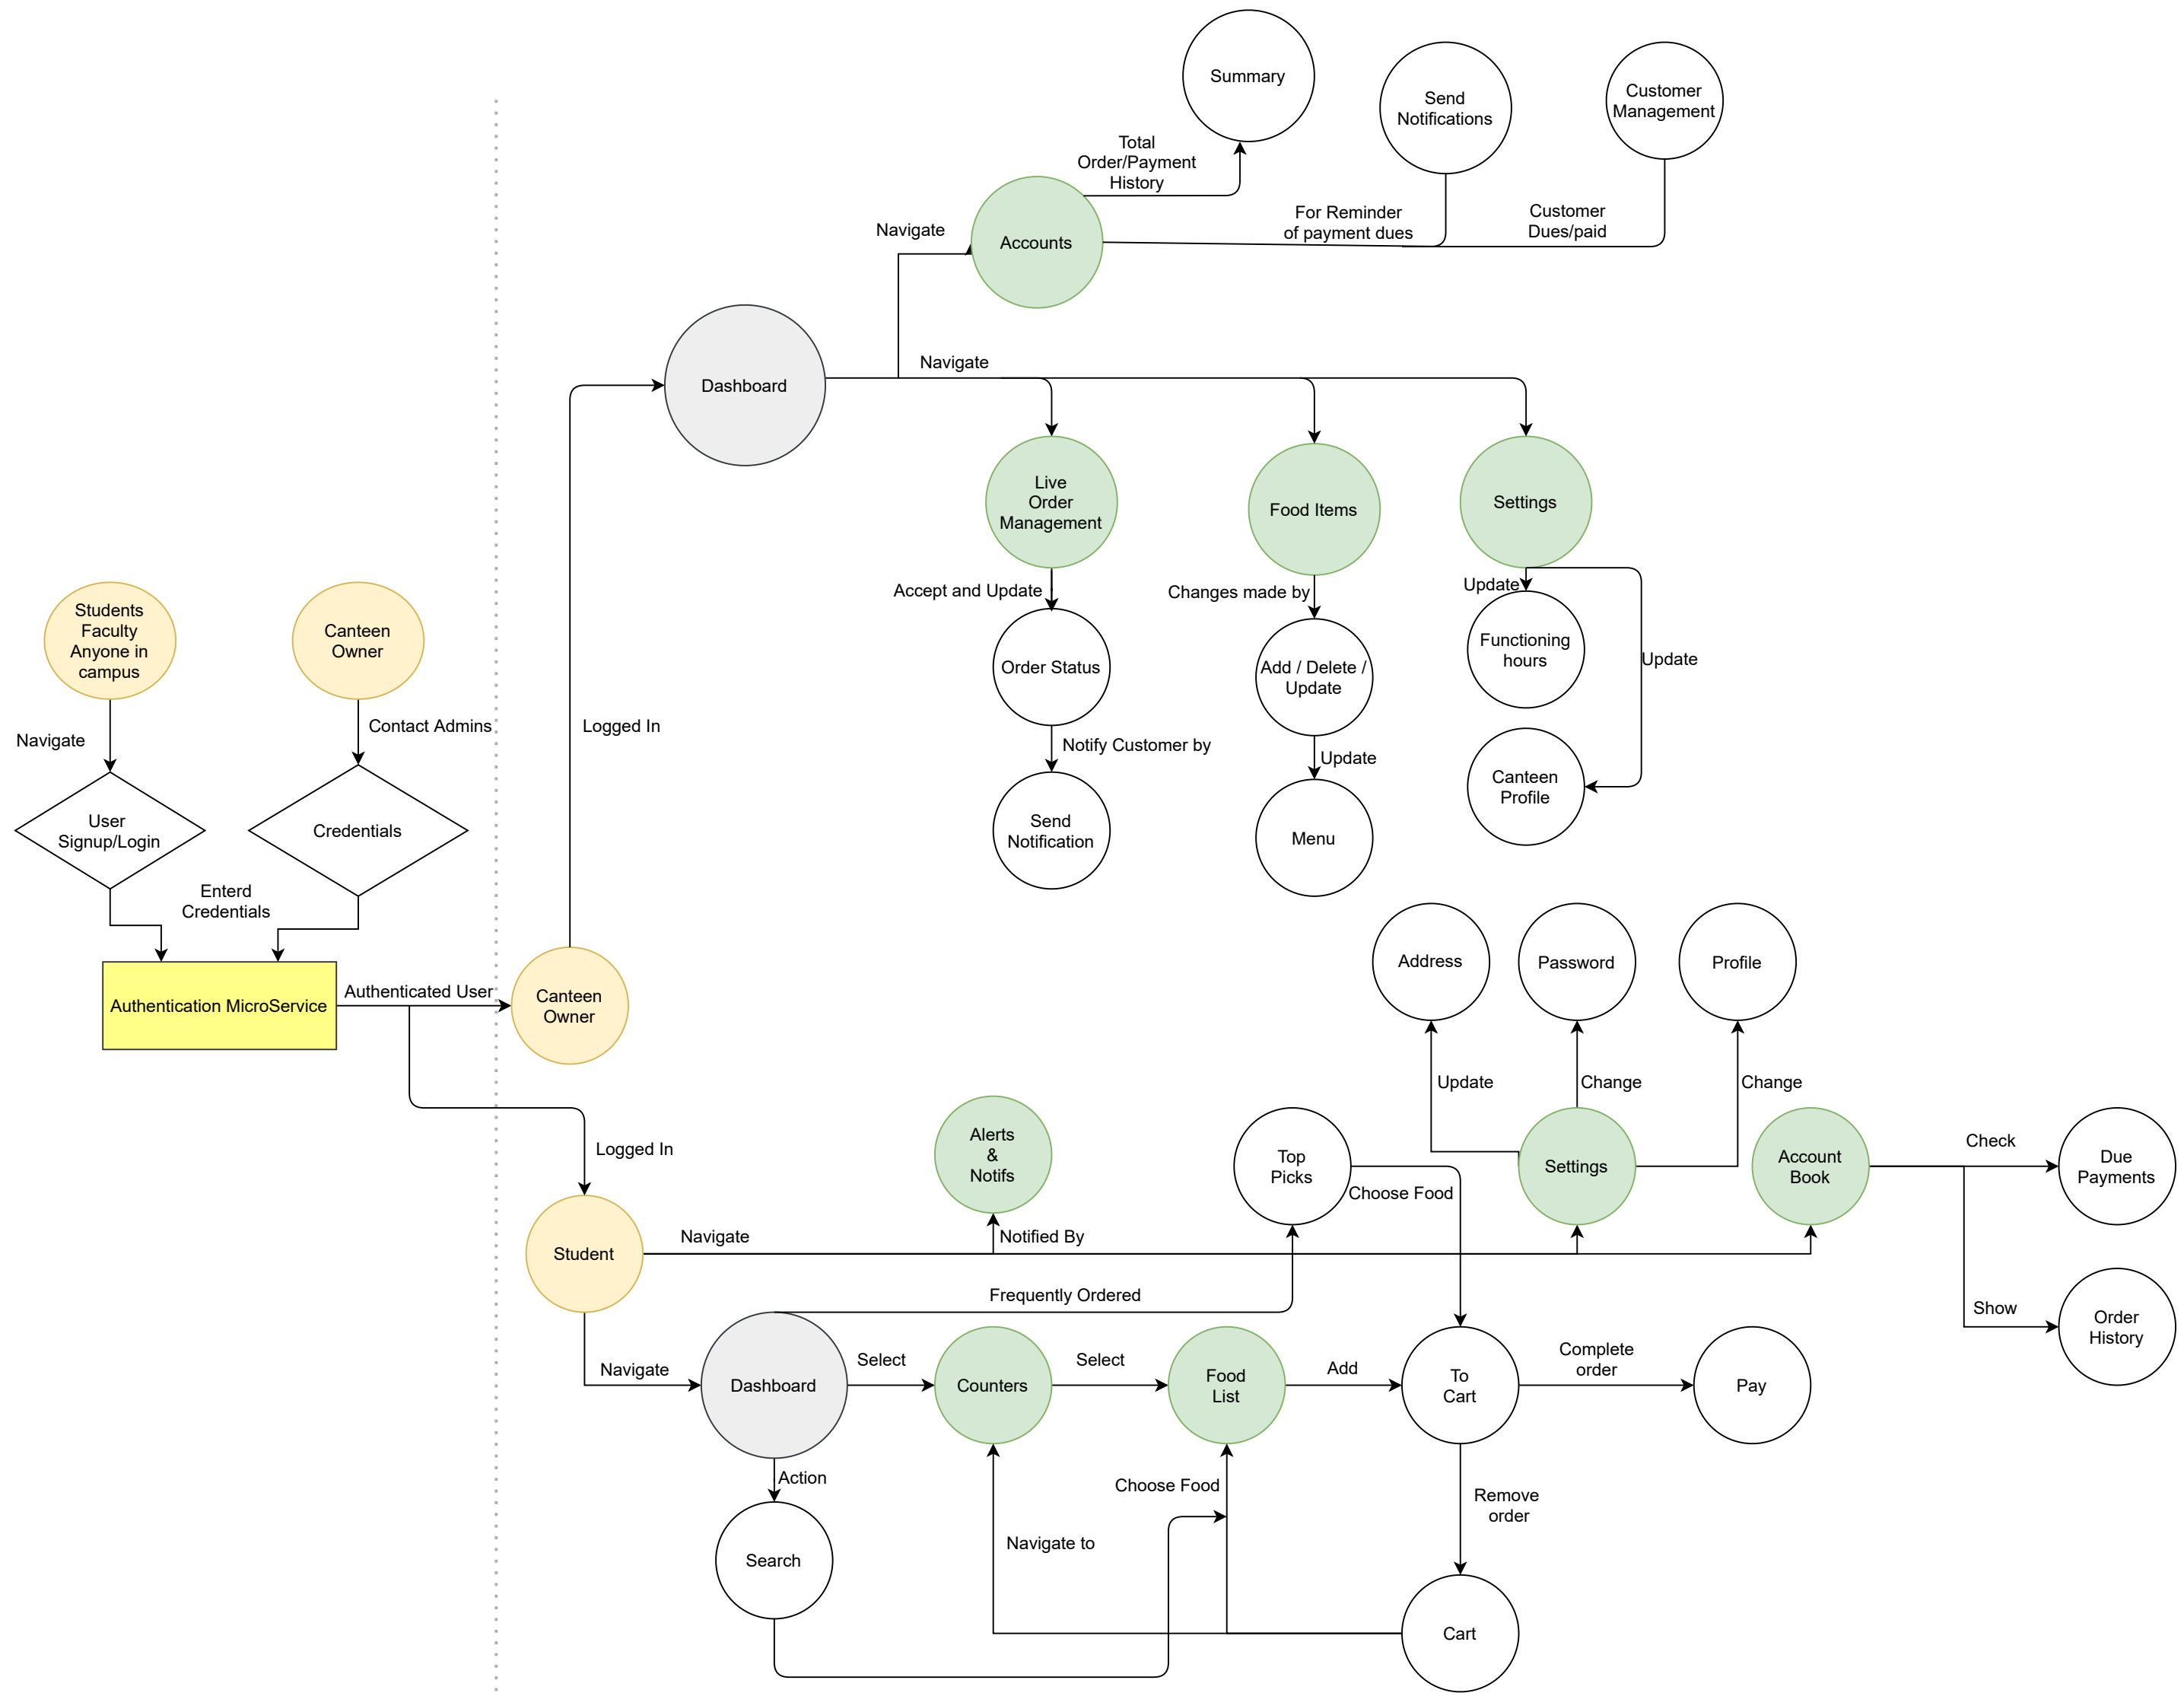 Summary
Send
Notifications
Customer
Management
Total
Order/Payment
History
For Reminder
of payment dues
Customer
Dues/paid
Navigate
Accounts
Navigate
Dashboard
Live
Order
Management
Food Items
Settings
Accept and Update
Changes made by
Update
Students
Faculty
Anyone in
campus
Canteen
Owner
Order Status
Add / Delete /
Update
Functioning
hours
Update
Navigate
Contact Admins
Logged In
Notify Customer by
Update
Canteen
Profile
User
Signup/Login
Credentials
Send
Notification
Menu
Enterd
Credentials
Address
Password
Profile
Authentication MicroService
Authenticated User
Canteen
Owner
Update
Change
Change
Logged In
Alerts
&
Notifs
Top
Picks
Choose Food
Settings
Account
Book
Check
Due
Payments
Student
Navigate
Notified By
Frequently Ordered
Show
Order
History
Navigate
Dashboard
Select
Counters
Select
Food
List
Add
To
Cart
Complete
order
Pay
Action
Choose Food
Remove
order
Search
Navigate to
Cart